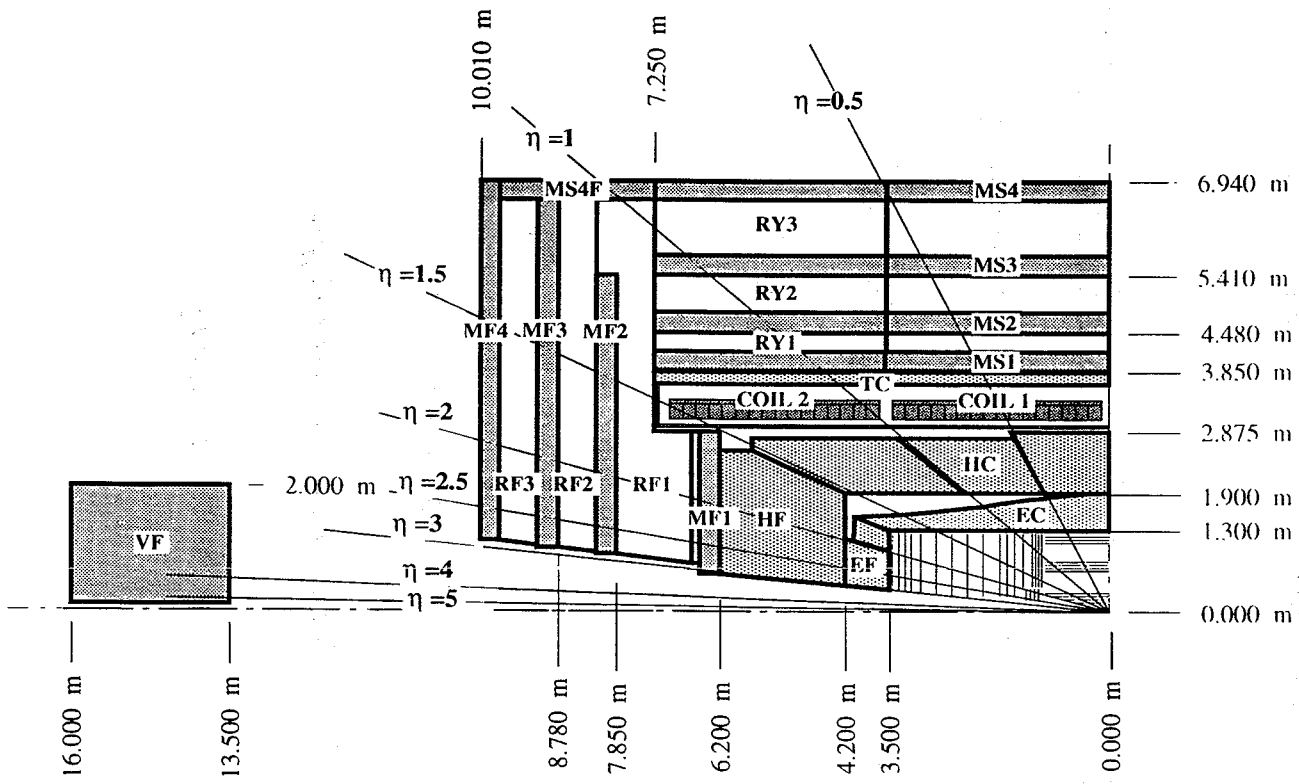 10.010 m
7.250 m
η =0.5
η =1
MS4F
MS4
6.940 m
RY3
η =1.5
MS3
5.410 m
RY2
MF4
MF3
MF2
MS2
4.480 m
RY1
MS1
3.850 m
TC
COIL 2
COIL 1
η =2
2.875 m
HC
η =2.5
2.000 m
RF3
RF2
RF1
1.900 m
η =3
MF1
HF
EC
1.300 m
VF
EF
η =4
η =5
0.000 m
16.000 m
13.500 m
8.780 m
7.850 m
6.200 m
4.200 m
3.500 m
0.000 m